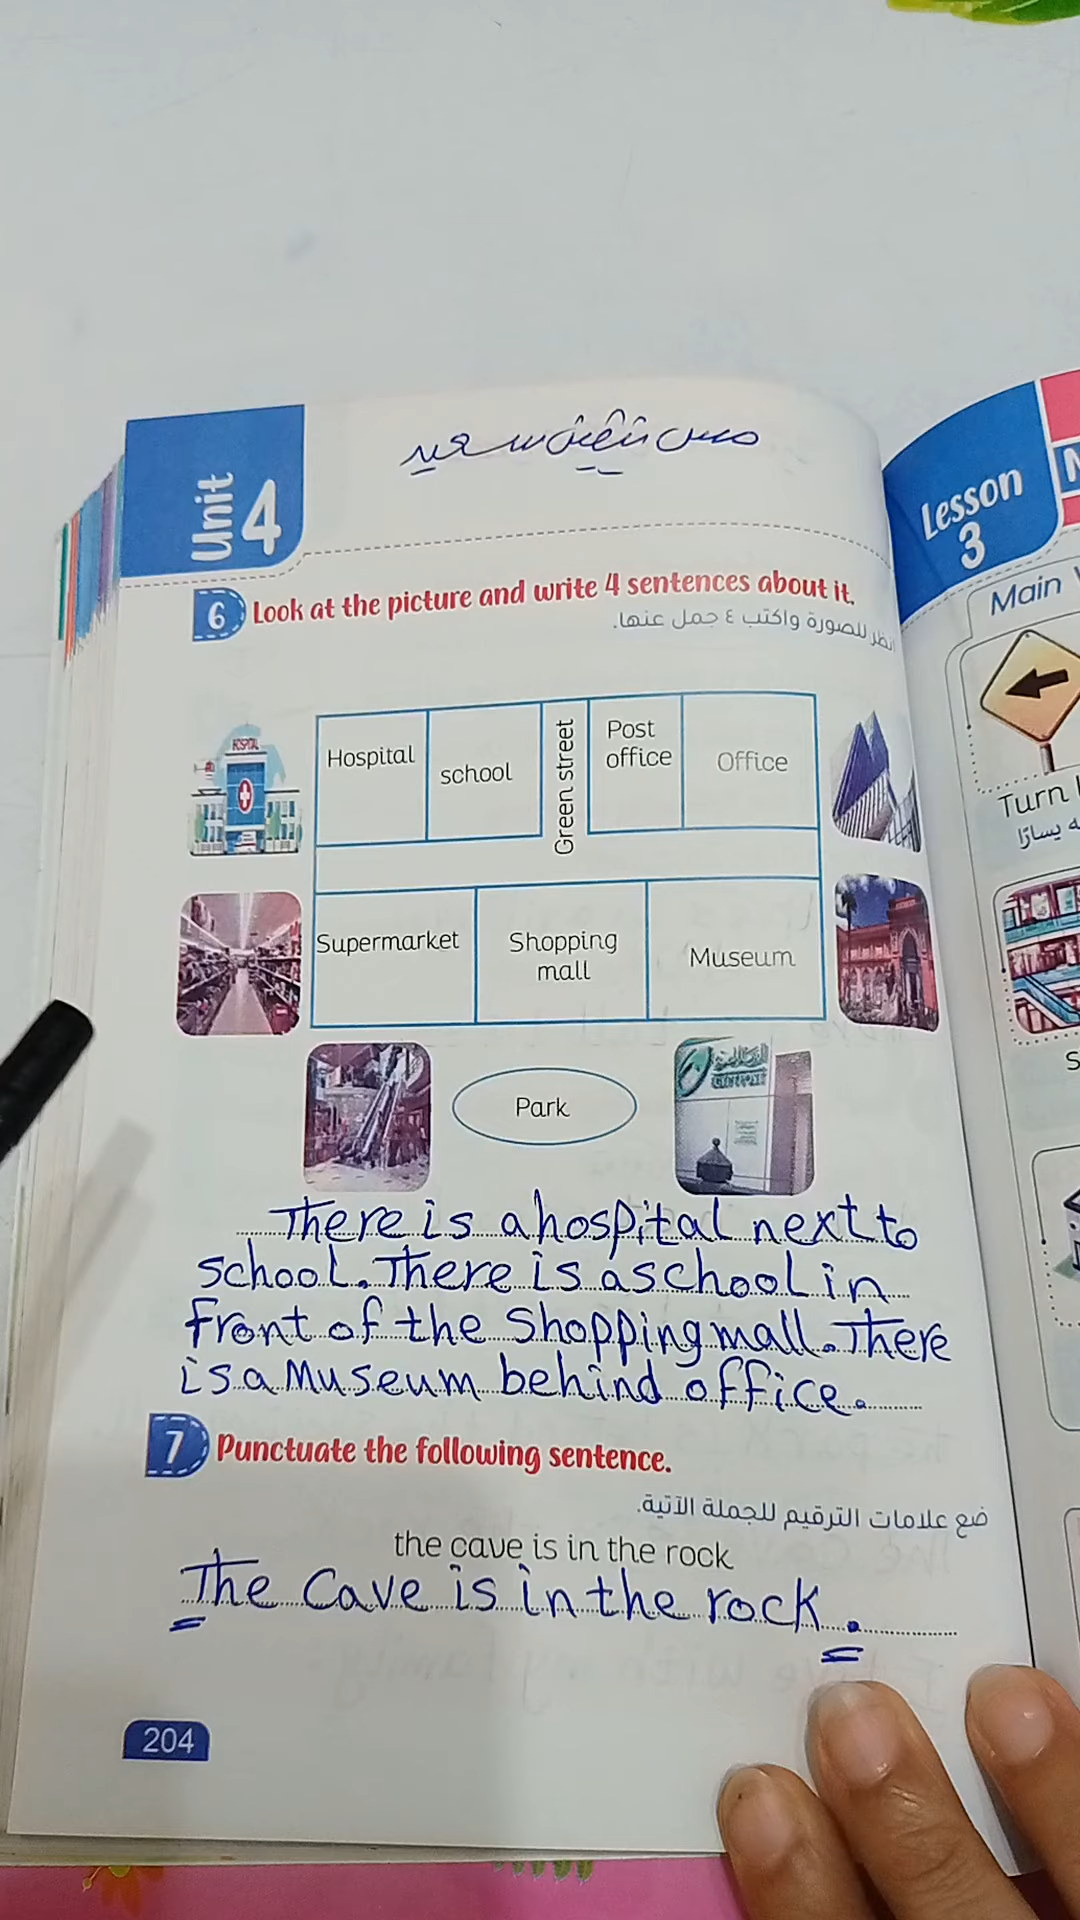 Unit 4
6 Look at the picture and write 4 sentences about it.
للصورة واكتب ٤ جمل عنها.
HOSPITAL
Hospital
school
Green street
Post office
Office
Supermarket
Shopping mall
Museum
Park
There is a hospital next to
school. There is a school in
front of the shopping mall. There
is a Museum behind office.
7 Punctuate the following sentence.
ضع علامات الترقيم للجملة الآتية.
the cave is in the rock
The cave is in the rock.
204
Lesson 3
Main
Turn
يسارًا